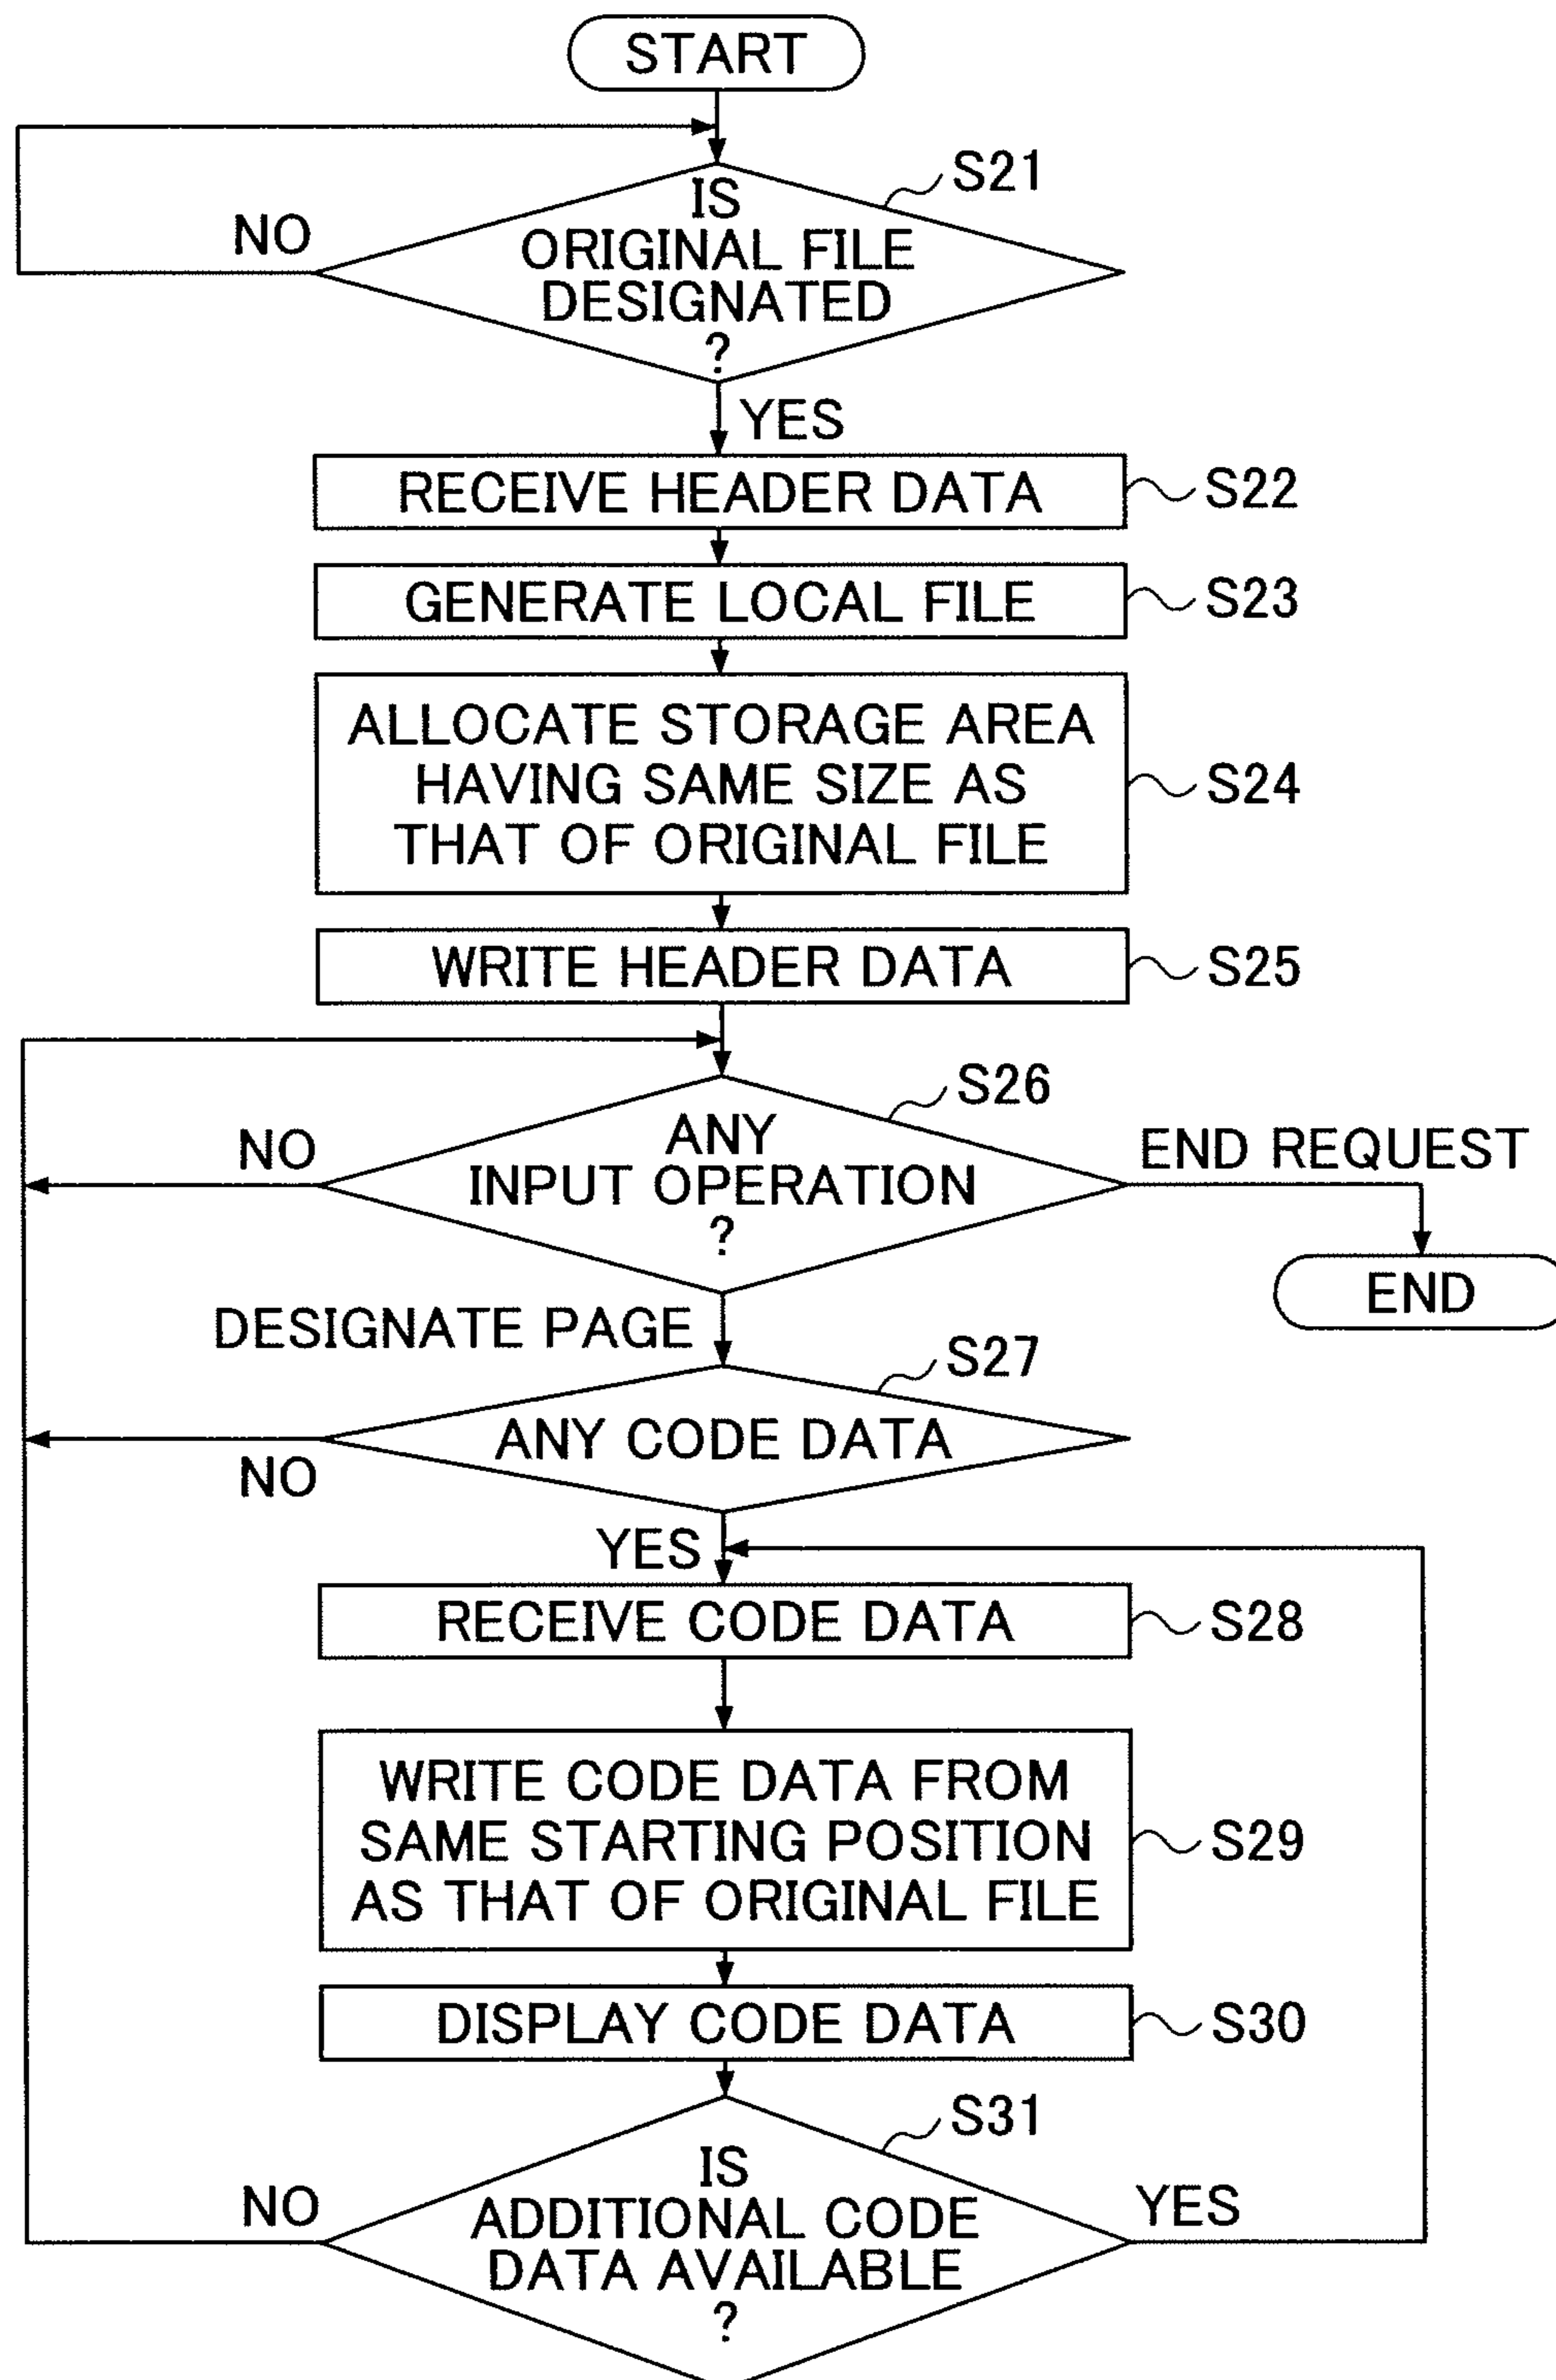 START
S21
IS
ORIGINAL FILE
DESIGNATED
?
NO
YES
RECEIVE HEADER DATA
S22
GENERATE LOCAL FILE
S23
ALLOCATE STORAGE AREA
HAVING SAME SIZE AS
THAT OF ORIGINAL FILE
S24
WRITE HEADER DATA
S25
S26
ANY
INPUT OPERATION
?
NO
END REQUEST
END
DESIGNATE PAGE
S27
ANY CODE DATA
NO
YES
RECEIVE CODE DATA
S28
WRITE CODE DATA FROM
SAME STARTING POSITION
AS THAT OF ORIGINAL FILE
S29
DISPLAY CODE DATA
S30
S31
IS
ADDITIONAL CODE
DATA AVAILABLE
?
NO
YES